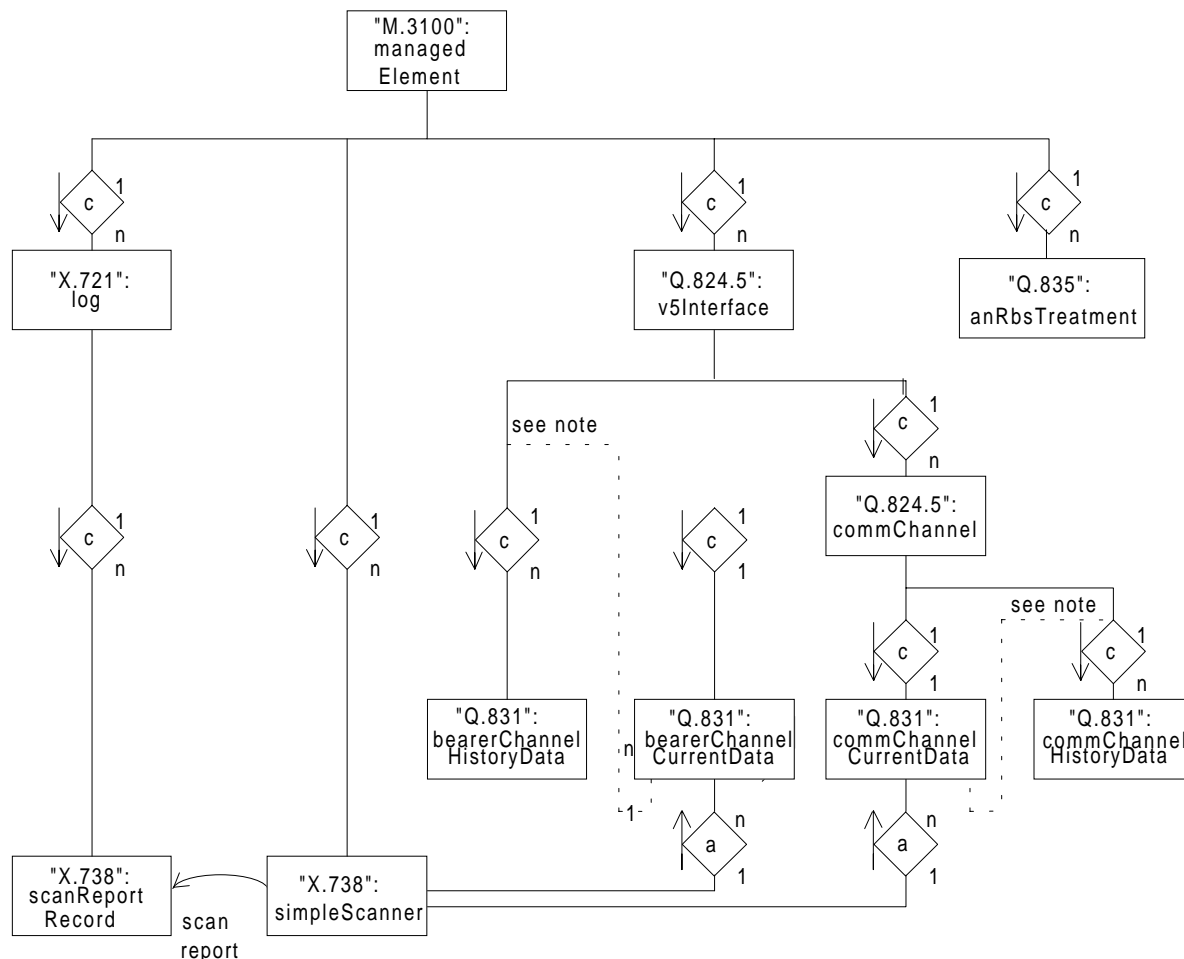 "M.3100":
managed
Element
1
c
n
1
c
n
1
c
n
"X.721":
log
"Q.824.5":
v5Interface
"Q.835":
anRbsTreatment
see note
1
c
n
"Q.824.5":
commChannel
1
c
n
1
c
n
1
c
n
1
c
1
see note
1
c
1
1
c
n
"Q.831":
bearerChannel
HistoryData
n
"Q.831":
bearerChannel
CurrentData
"Q.831":
commChannel
CurrentData
"Q.831":
commChannel
HistoryData
1
n
a
1
n
a
1
"X.738":
scanReport
Record
scan
report
"X.738":
simpleScanner